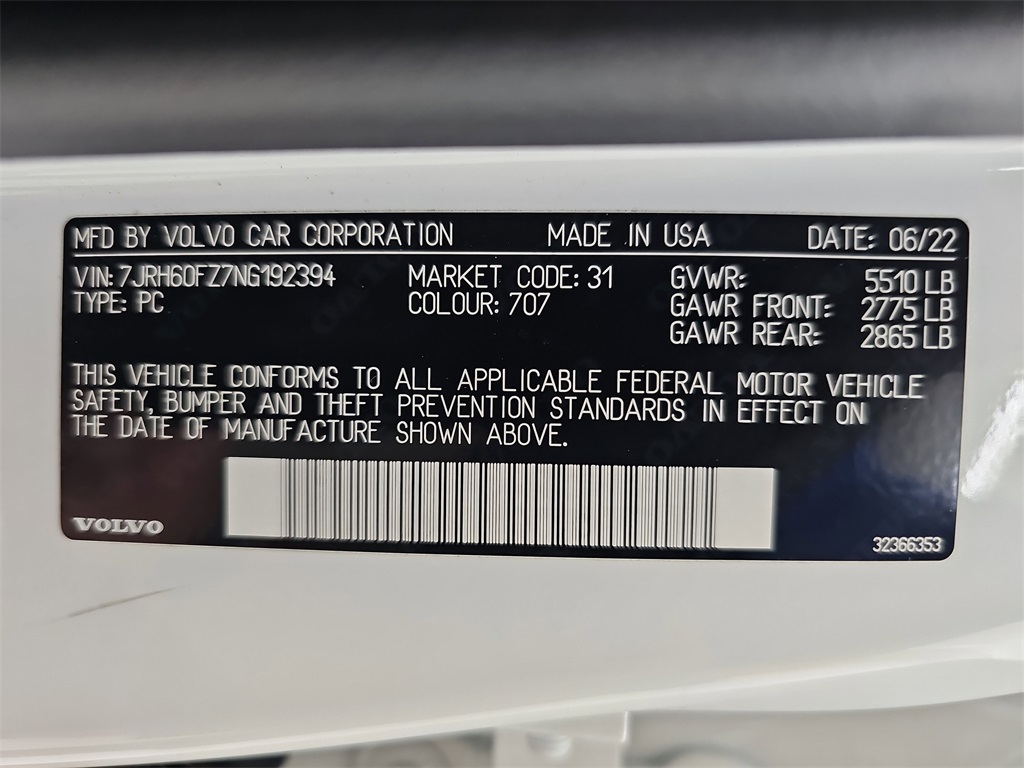 MFD BY VOLVO CAR CORPORATION MADE IN USA DATE: 06/22
VIN: 7JRH60FZ7NG192394 MARKET CODE: 31 GVWR: 5510 LB
TYPE: PC COLOUR: 707 GAWR FRONT: 2775 LB
GAWR REAR: 2865 LB
THIS VEHICLE CONFORMS TO ALL APPLICABLE FEDERAL MOTOR VEHICLE
SAFETY, BUMPER AND THEFT PREVENTION STANDARDS IN EFFECT ON
THE DATE OF MANUFACTURE SHOWN ABOVE.
VOLVO
32366353